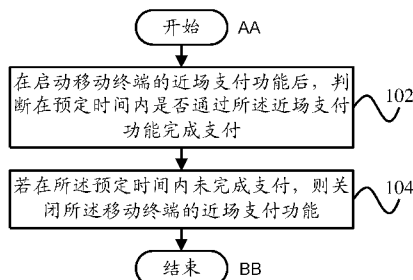 开始 AA
在启动移动终端的近场支付功能后，判
断在预定时间内是否通过所述近场支付
功能完成支付
102
若在所述预定时间内未完成支付，则关
闭所述移动终端的近场支付功能
104
结束 BB